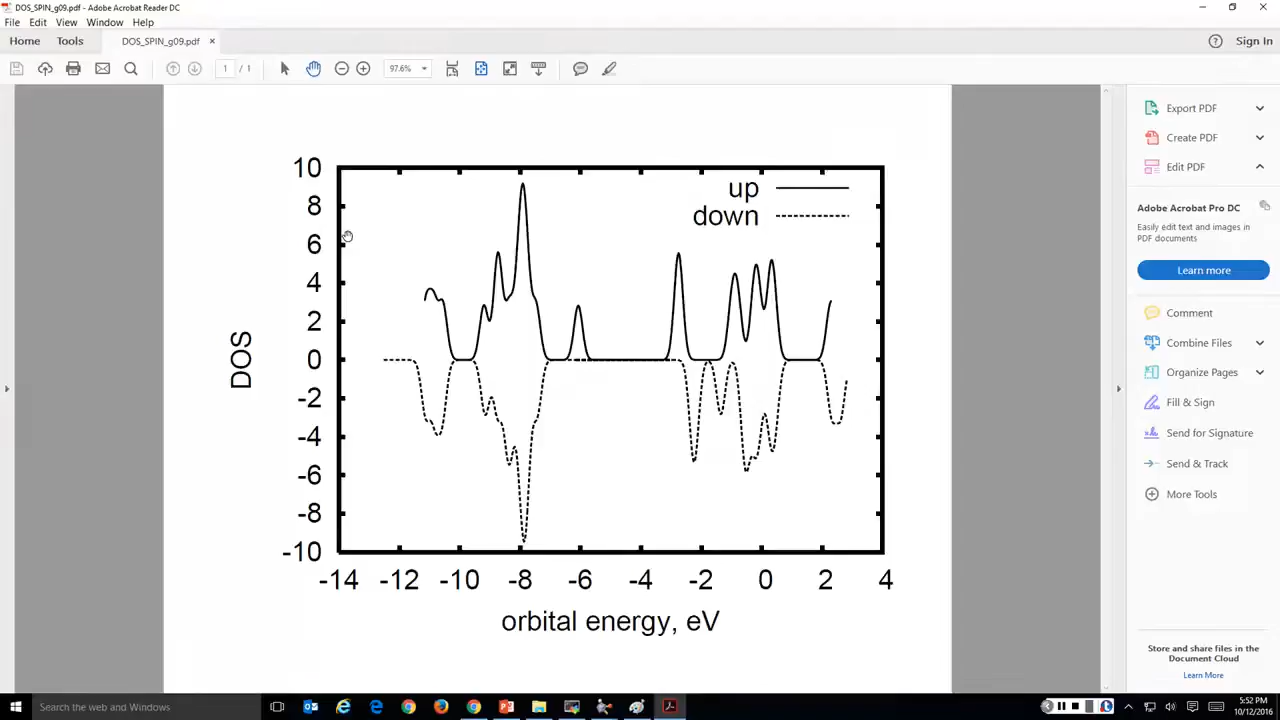 DOS_SPIN_g09.pdf - Adobe Acrobat Reader DC
File Edit View Window Help
Home Tools DOS_SPIN_g09.pdf × Sign In
1 / 1 97.6%
Export PDF
Create PDF
Edit PDF
Adobe Acrobat Pro DC
Easily edit text and images in
PDF documents
Learn more
Comment
Combine Files
Organize Pages
Fill & Sign
Send for Signature
Send & Track
More Tools
Store and share files in the
Document Cloud
Learn More
up
down
10
8
6
4
2
0
-2
-4
-6
-8
-10
DOS
-14 -12 -10 -8 -6 -4 -2 0 2 4
orbital energy, eV
Search the web and Windows
5:52 PM
10/12/2016